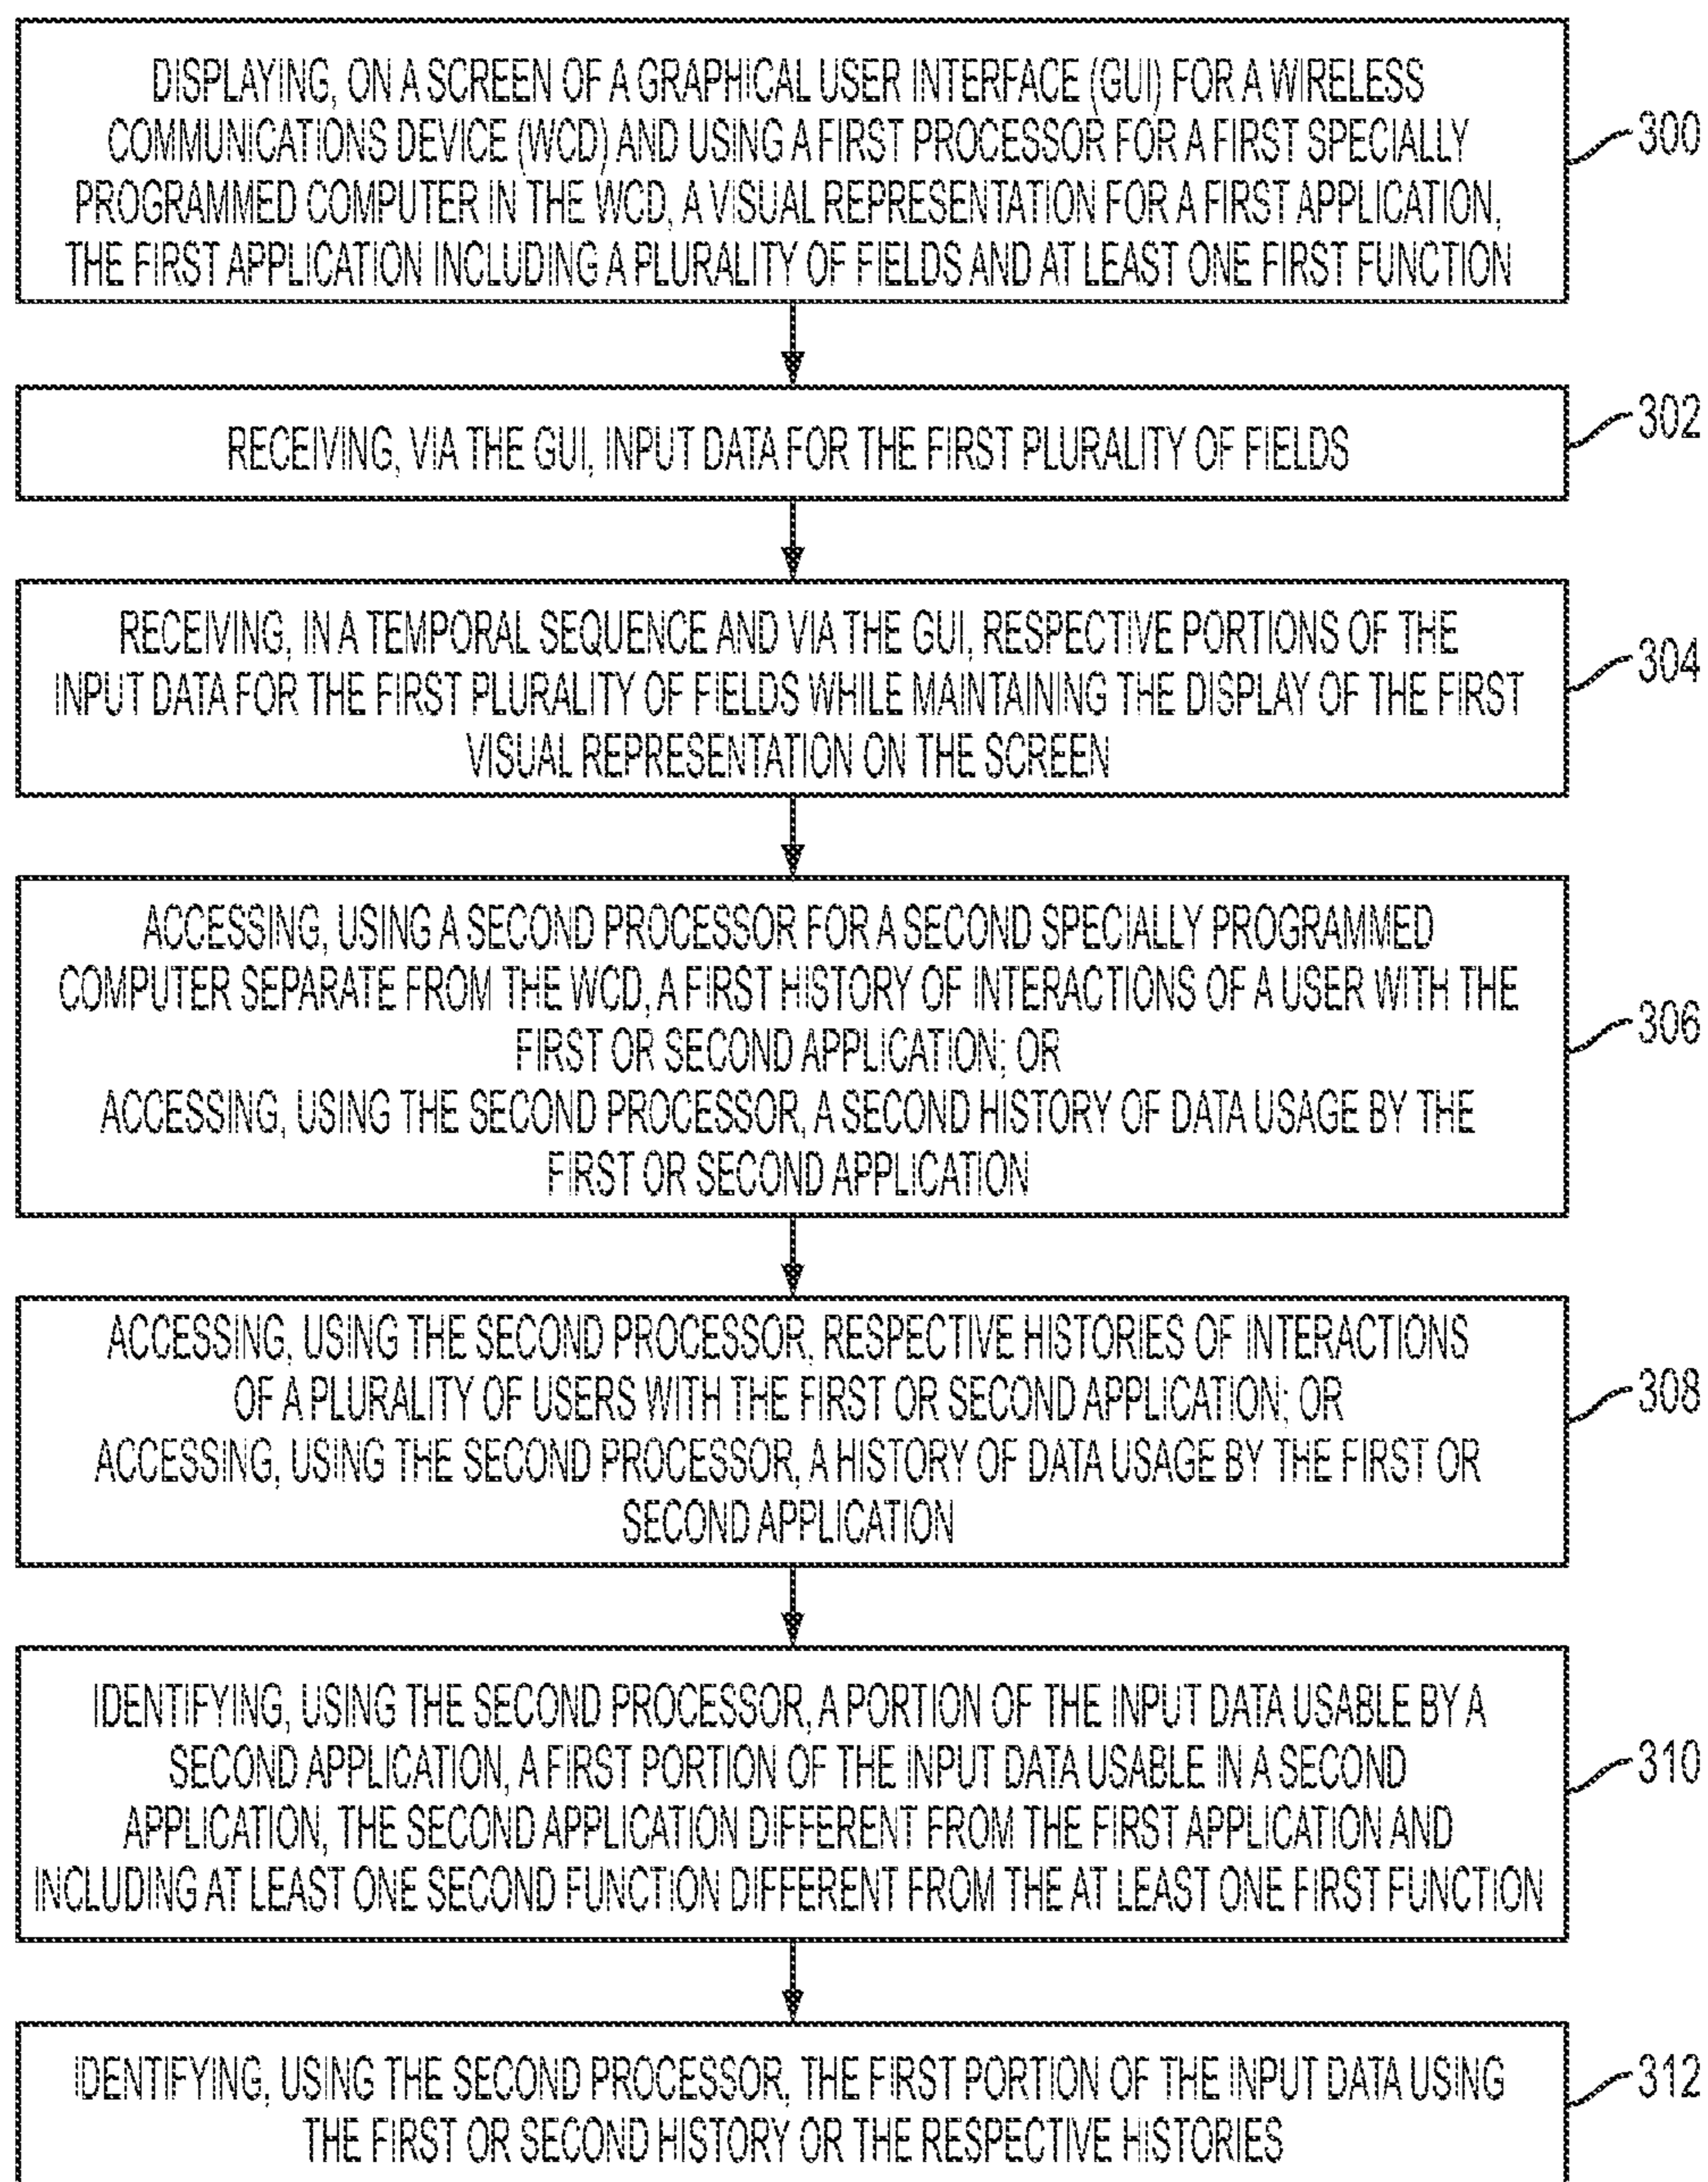 DISPLAYING, ON A SCREEN OF A GRAPHICAL USER INTERFACE (GUI) FOR A WIRELESS
COMMUNICATIONS DEVICE (WCD) AND USING A FIRST PROCESSOR FOR A FIRST SPECIALLY
PROGRAMMED COMPUTER IN THE WCD, A VISUAL REPRESENTATION FOR A FIRST APPLICATION,
THE FIRST APPLICATION INCLUDING A PLURALITY OF FIELDS AND AT LEAST ONE FIRST FUNCTION
300
RECEIVING, VIA THE GUI, INPUT DATA FOR THE FIRST PLURALITY OF FIELDS
302
RECEIVING, IN A TEMPORAL SEQUENCE AND VIA THE GUI, RESPECTIVE PORTIONS OF THE
INPUT DATA FOR THE FIRST PLURALITY OF FIELDS WHILE MAINTAINING THE DISPLAY OF THE FIRST
VISUAL REPRESENTATION ON THE SCREEN
304
ACCESSING, USING A SECOND PROCESSOR FOR A SECOND SPECIALLY PROGRAMMED
COMPUTER SEPARATE FROM THE WCD, A FIRST HISTORY OF INTERACTIONS OF A USER WITH THE
FIRST OR SECOND APPLICATION; OR
ACCESSING, USING THE SECOND PROCESSOR, A SECOND HISTORY OF DATA USAGE BY THE
FIRST OR SECOND APPLICATION
306
ACCESSING, USING THE SECOND PROCESSOR, RESPECTIVE HISTORIES OF INTERACTIONS
OF A PLURALITY OF USERS WITH THE FIRST OR SECOND APPLICATION; OR
ACCESSING, USING THE SECOND PROCESSOR, A HISTORY OF DATA USAGE BY THE FIRST OR
SECOND APPLICATION
308
IDENTIFYING, USING THE SECOND PROCESSOR, A PORTION OF THE INPUT DATA USABLE BY A
SECOND APPLICATION, A FIRST PORTION OF THE INPUT DATA USABLE IN A SECOND
APPLICATION, THE SECOND APPLICATION DIFFERENT FROM THE FIRST APPLICATION AND
INCLUDING AT LEAST ONE SECOND FUNCTION DIFFERENT FROM THE AT LEAST ONE FIRST FUNCTION
310
IDENTIFYING, USING THE SECOND PROCESSOR, THE FIRST PORTION OF THE INPUT DATA USING
THE FIRST OR SECOND HISTORY OR THE RESPECTIVE HISTORIES
312